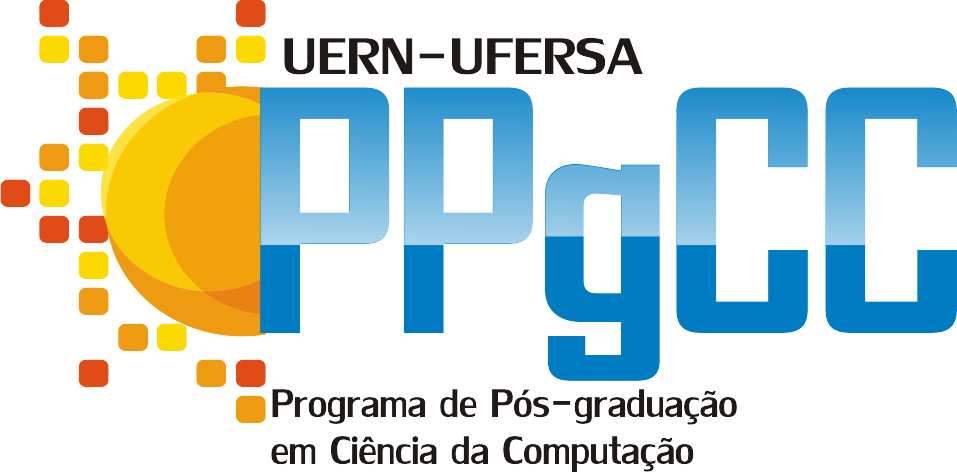 UERN-UFERSA
PPgCC
Programa de Pós-graduação
em Ciência da Computação